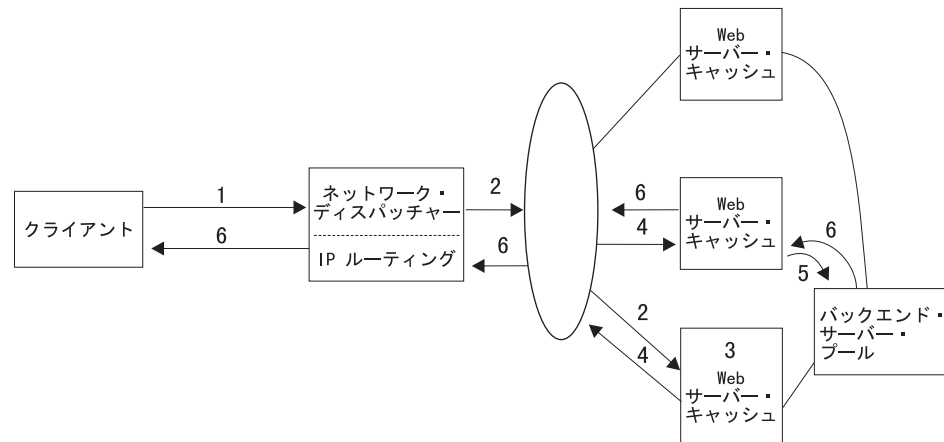 Web
サーバー・
キャッシュ
1
ネットワーク・
ディスパッチャー
2
6
Web
サーバー・
キャッシュ
クライアント
6
IP ルーティング
6
4
6
5
2
4
バックエンド・
サーバー・
プール
3
Web
サーバー・
キャッシュ